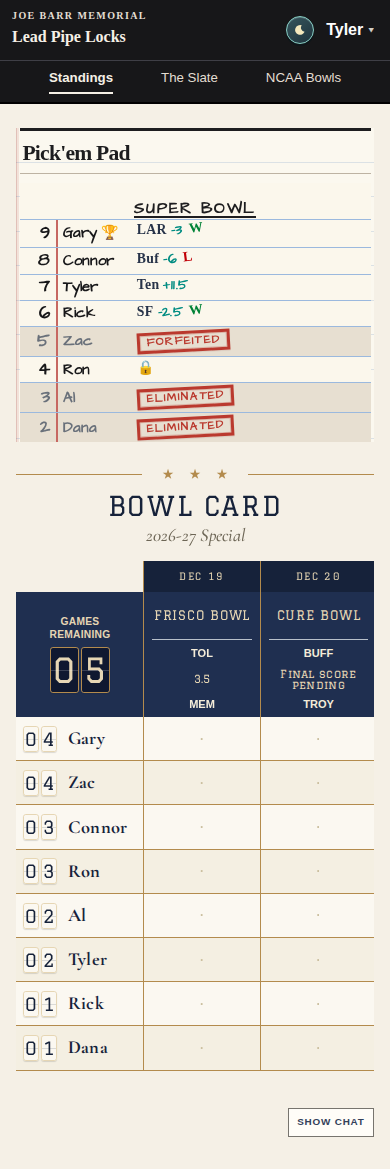 JOE BARR MEMORIAL
Lead Pipe Locks
Tyler ▾
Standings The Slate NCAA Bowls
Pick'em Pad
SUPER BOWL
9 Gary 🏆 LAR -3 W
8 Connor Buf -6 L
7 Tyler Ten +11.5
6 Rick SF -2.5 W
5 Zac FORFEITED
4 Ron 🔒
3 Al ELIMINATED
2 Dana ELIMINATED
★ ★ ★
BOWL CARD
2026-27 Special
DEC 19 DEC 20
GAMES REMAINING
05
FRISCO BOWL
TOL
3.5
MEM
CURE BOWL
BUFF
FINAL SCORE PENDING
TROY
04 Gary · ·
04 Zac · ·
03 Connor · ·
03 Ron · ·
02 Al · ·
02 Tyler · ·
01 Rick · ·
01 Dana · ·
SHOW CHAT